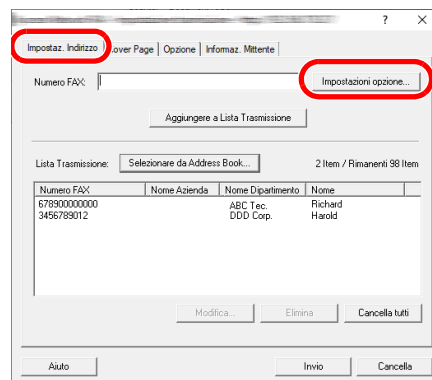 ? ×
Impostaz. Indirizzo over Page Opzione Informaz. Mittente
Numero FAX: Impostazioni opzione...
Aggiungere a Lista Trasmissione
Lista Trasmissione: Selezionare da Address Book... 2 Item / Rimanenti 98 Item
Numero FAX Nome Azienda Nome Dipartimento Nome
678900000000 ABC Tec. Richard
3456789012 DDD Corp. Harold
Modifica... Elimina Cancella tutti
Aiuto Invio Cancella